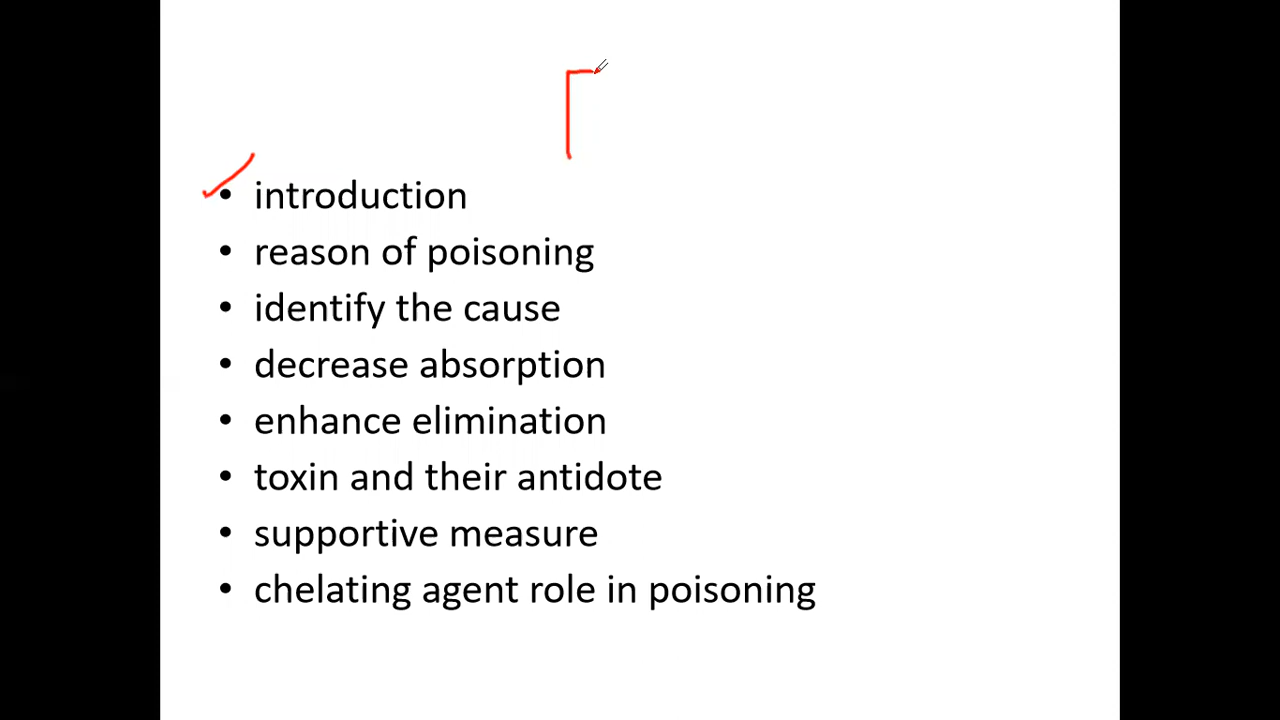 • introduction
• reason of poisoning
• identify the cause
• decrease absorption
• enhance elimination
• toxin and their antidote
• supportive measure
• chelating agent role in poisoning